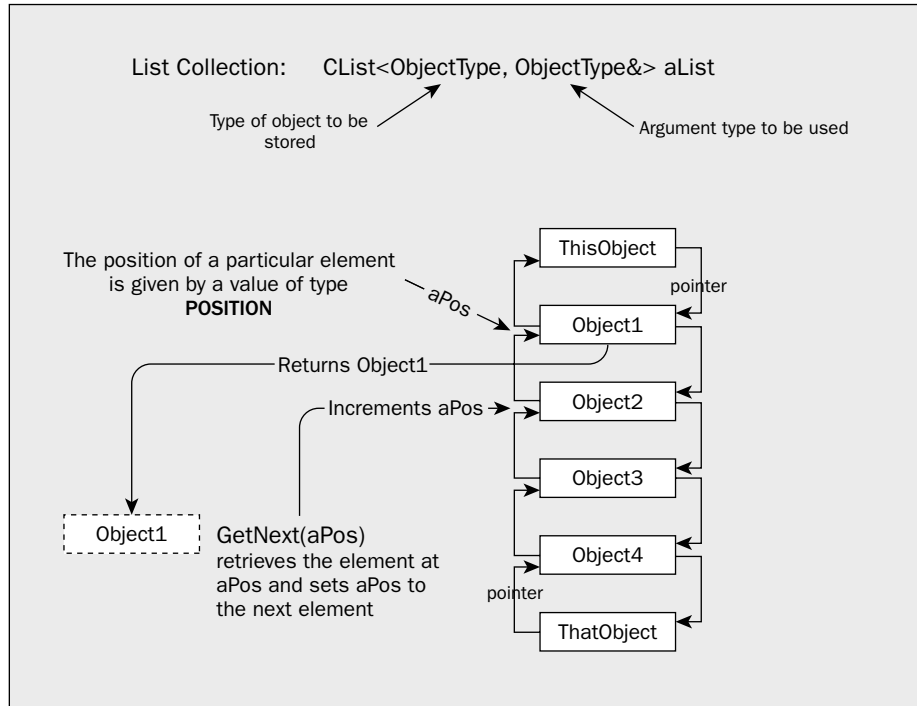 List Collection: CList<ObjectType, ObjectType&> aList
Type of object to be
stored
Argument type to be used
ThisObject
The position of a particular element
is given by a value of type
POSITION
aPos
pointer
Object1
Returns Object1
Object2
Increments aPos
Object3
Object1
GetNext(aPos)
retrieves the element at
aPos and sets aPos to
the next element
Object4
pointer
ThatObject